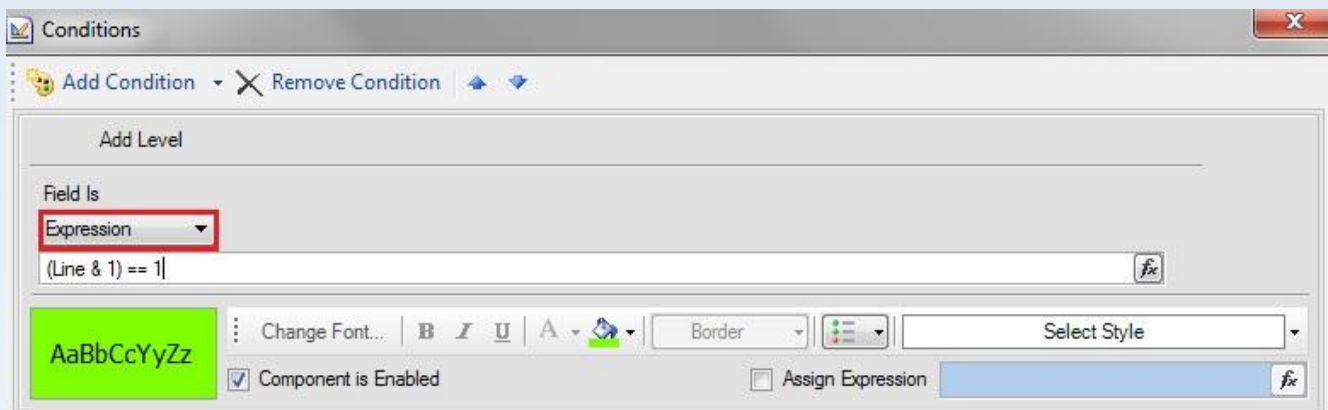 Conditions
Add Condition Remove Condition
Add Level
Field Is
Expression
(Line & 1) == 1
fx
AaBbCcYyZz
Change Font... B I U A Border Select Style
Component is Enabled Assign Expression fx